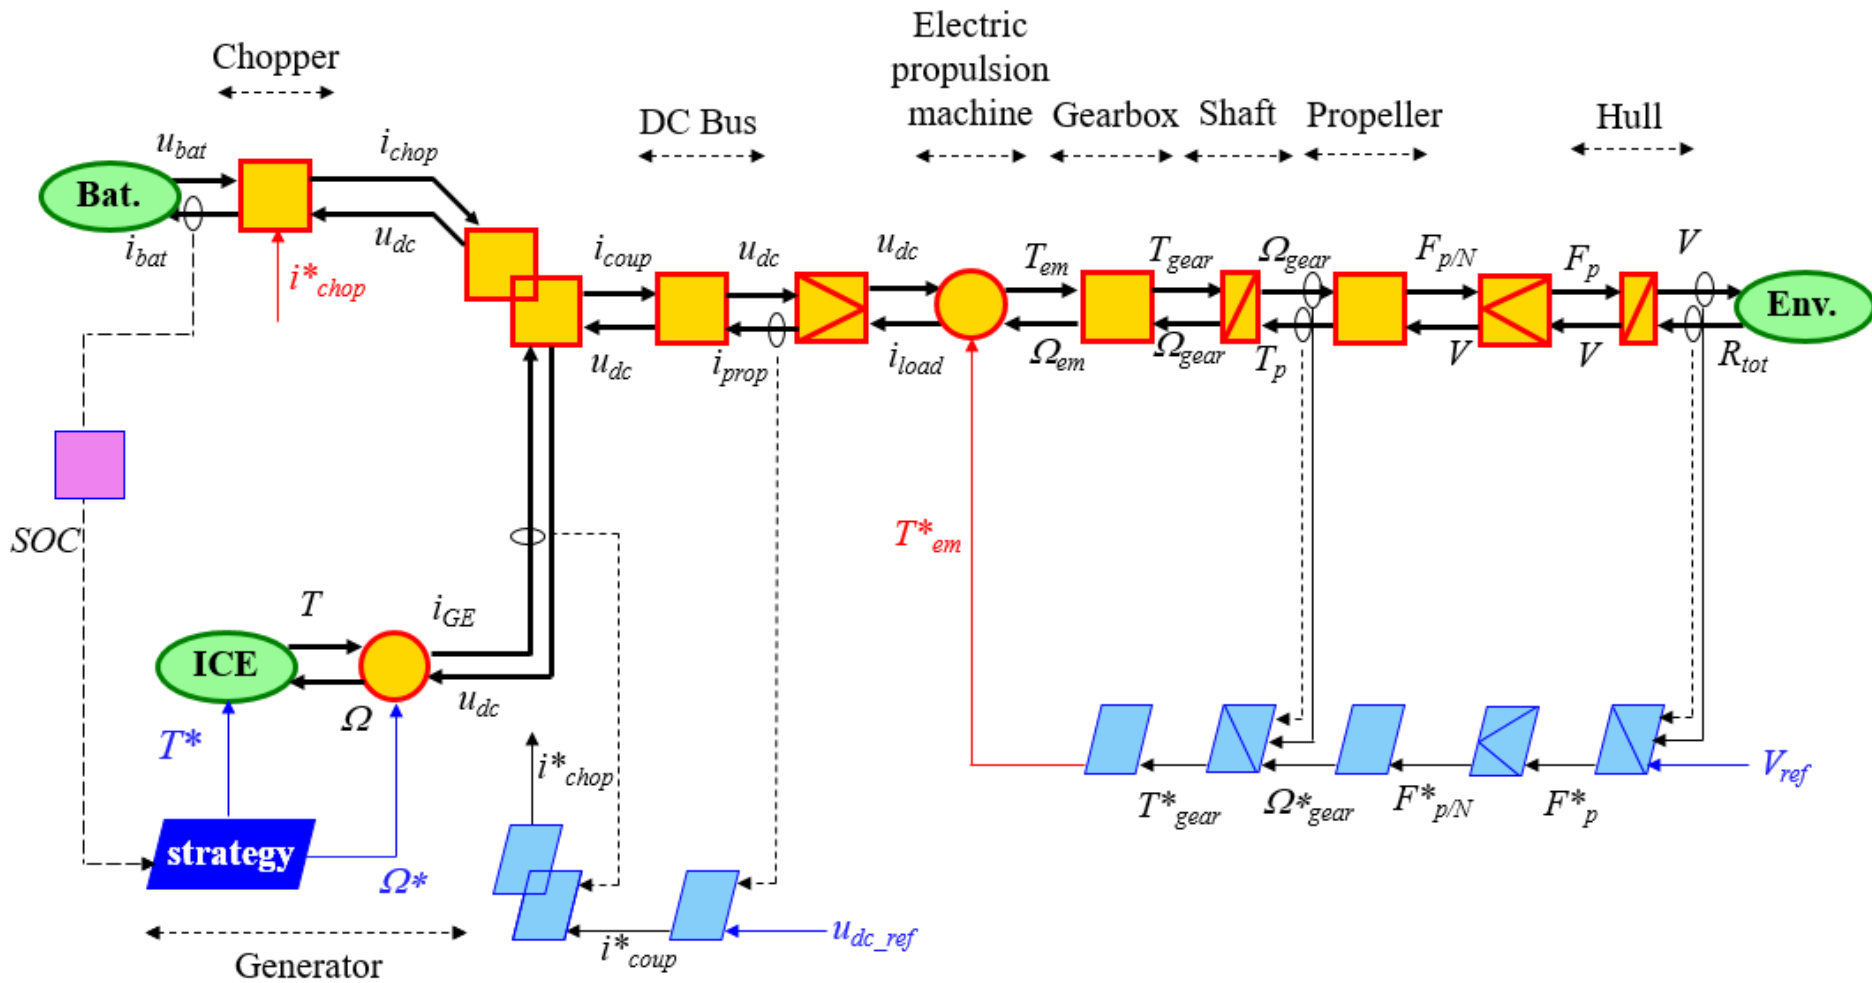 Electric
propulsion
machine
Chopper
DC Bus
Gearbox
Shaft
Propeller
Hull
u_bat
i_chop
Bat.
i_bat
u_dc
i*_chop
i_coup
u_dc
u_dc
T_em
T_gear
Ω_gear
F_p/N
F_p
V
Env.
u_dc
i_prop
i_load
Ω_em
Ω_gear
T_p
V
V
R_tot
SOC
T*_em
T
i_GE
ICE
Ω
u_dc
T*
i*_chop
V_ref
T*_gear
Ω*_gear
F*_p/N
F*_p
strategy
Ω*
i*_coup
u_dc_ref
Generator